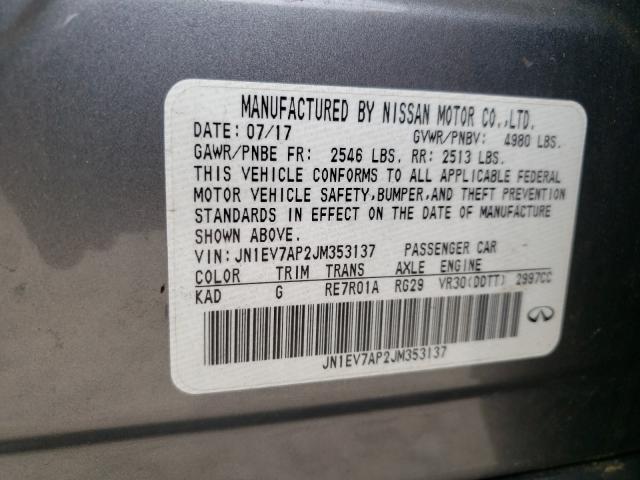 MANUFACTURED BY NISSAN MOTOR CO.,LTD.
DATE: 07/17 GVWR/PNBV: 4980 LBS.
GAWR/PNBE FR: 2546 LBS. RR: 2513 LBS.
THIS VEHICLE CONFORMS TO ALL APPLICABLE FEDERAL
MOTOR VEHICLE SAFETY,BUMPER,AND THEFT PREVENTION
STANDARDS IN EFFECT ON THE DATE OF MANUFACTURE
SHOWN ABOVE.
VIN: JN1EV7AP2JM353137 PASSENGER CAR
COLOR TRIM TRANS AXLE ENGINE
KAD G RE7R01A RG29 VR30(DDTT) 2997CC
JN1EV7AP2JM353137